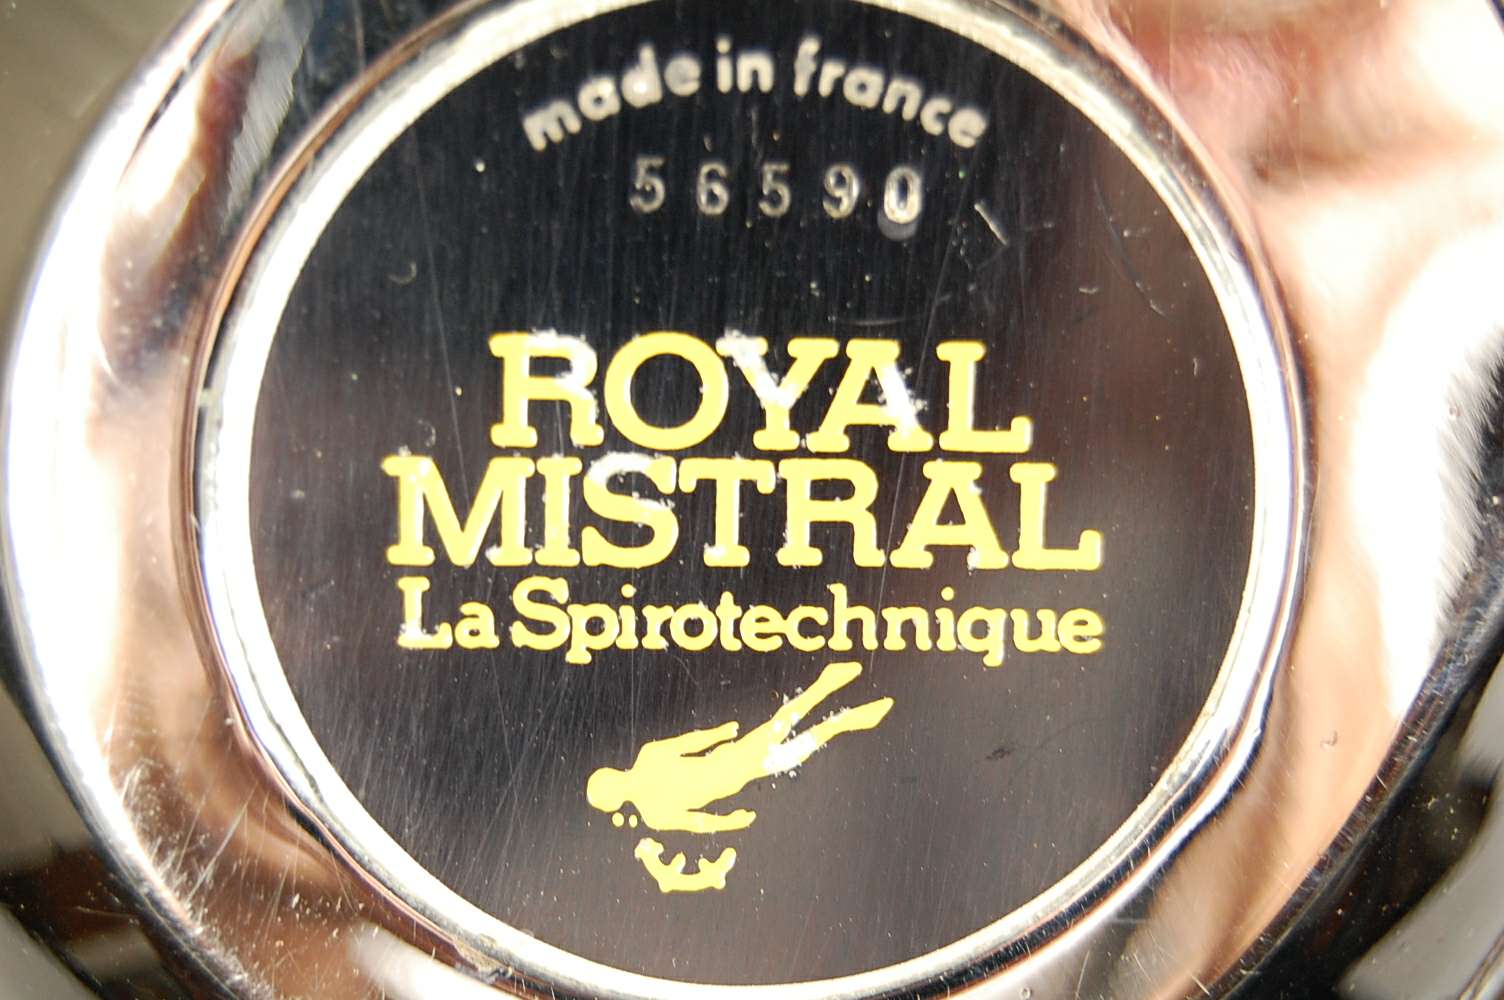 made in france
56590
ROYAL
MISTRAL
La Spirotechnique